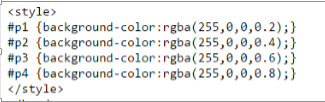 <style>
#p1 {background-color:rgba(255,0,0,0.2);}
#p2 {background-color:rgba(255,0,0,0.4);}
#p3 {background-color:rgba(255,0,0,0.6);}
#p4 {background-color:rgba(255,0,0,0.8);}
</style>